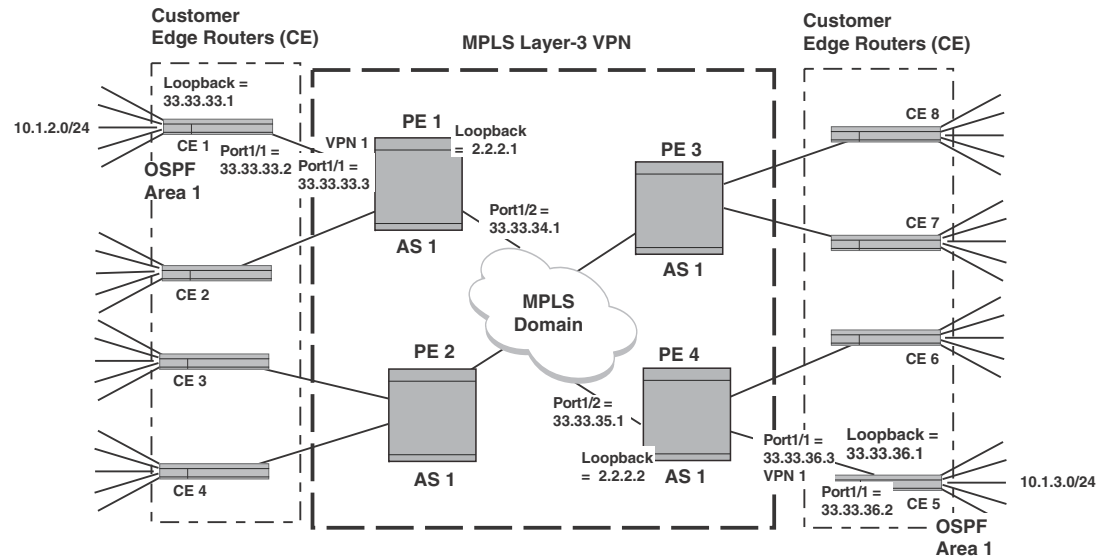 Customer
Edge Routers (CE)
MPLS Layer-3 VPN
Customer
Edge Routers (CE)
Loopback =
33.33.33.1
10.1.2.0/24
CE 1
Port1/1 =
33.33.33.2
OSPF
Area 1
VPN 1
Port1/1 =
33.33.33.3
PE 1
Loopback
= 2.2.2.1
AS 1
Port1/2 =
33.33.34.1
PE 3
AS 1
CE 8
CE 7
CE 2
MPLS
Domain
CE 3
PE 2
AS 1
CE 4
PE 4
Port1/2 =
33.33.35.1
Loopback
= 2.2.2.2
AS 1
CE 6
Port1/1 =
33.33.36.3
VPN 1
Loopback =
33.33.36.1
Port1/1 =
33.33.36.2
CE 5
10.1.3.0/24
OSPF
Area 1